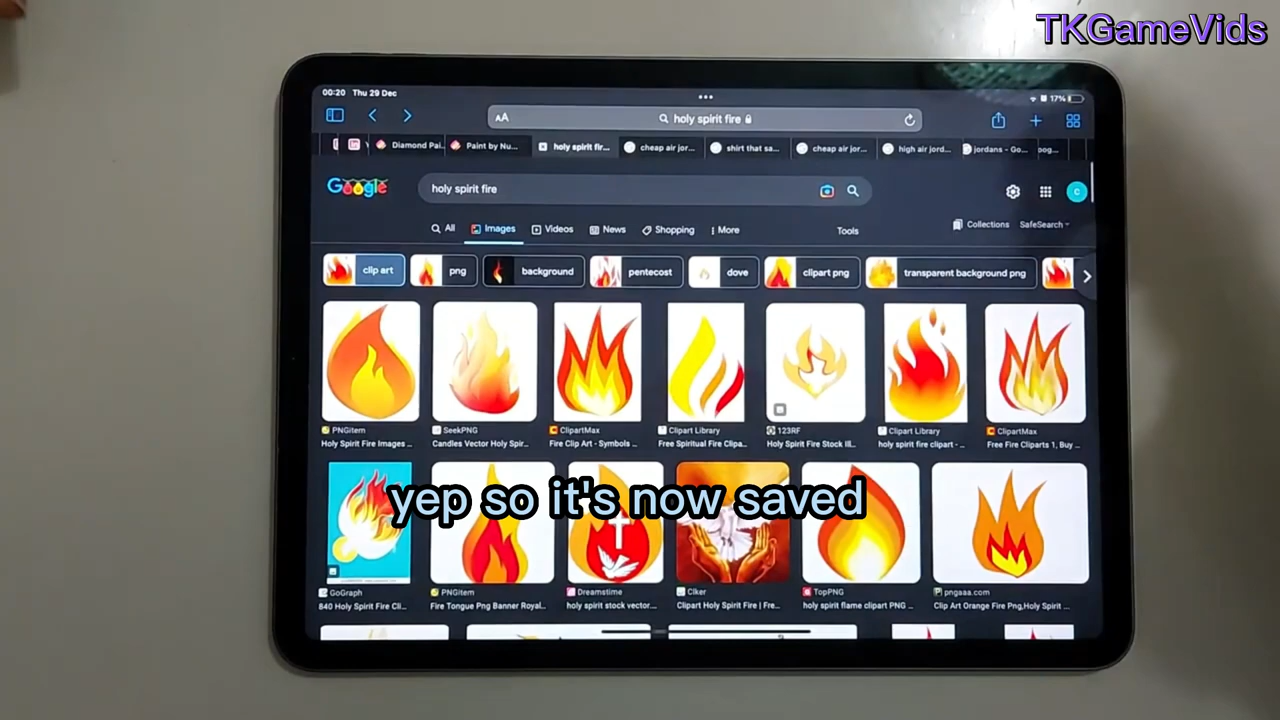 TKGameVids
00:20 Thu 29 Dec
17%
AA
holy spirit fire
Diamond Pai...
Paint by Nu...
holy spirit fir...
cheap air jor...
shirt that sa...
cheap air jor...
high air jord...
jordans - Go...
Google
holy spirit fire
All
Images
Videos
News
Shopping
More
Tools
Collections
SafeSearch
clip art
png
background
pentecost
dove
clipart png
transparent background png
PNGitem
Holy Spirit Fire Images ...
SeekPNG
Candles Vector Holy Spir...
ClipartMax
Fire Clip Art - Symbols ...
Clipart Library
Free Spiritual Fire Clipa...
123RF
Holy Spirit Fire Stock Ill...
Clipart Library
holy spirit fire clipart - ...
ClipartMax
Free Fire Cliparts 1, Buy ...
yep so it's now saved
GoGraph
840 Holy Spirit Fire Cli...
PNGitem
Fire Tongue Png Banner Royal...
Dreamstime
holy spirit stock vector...
Clker
Clipart Holy Spirit Fire | Fre...
TopPNG
holy spirit flame clipart PNG ...
pngaaa.com
Clip Art Orange Fire Png,Holy Spirit ...